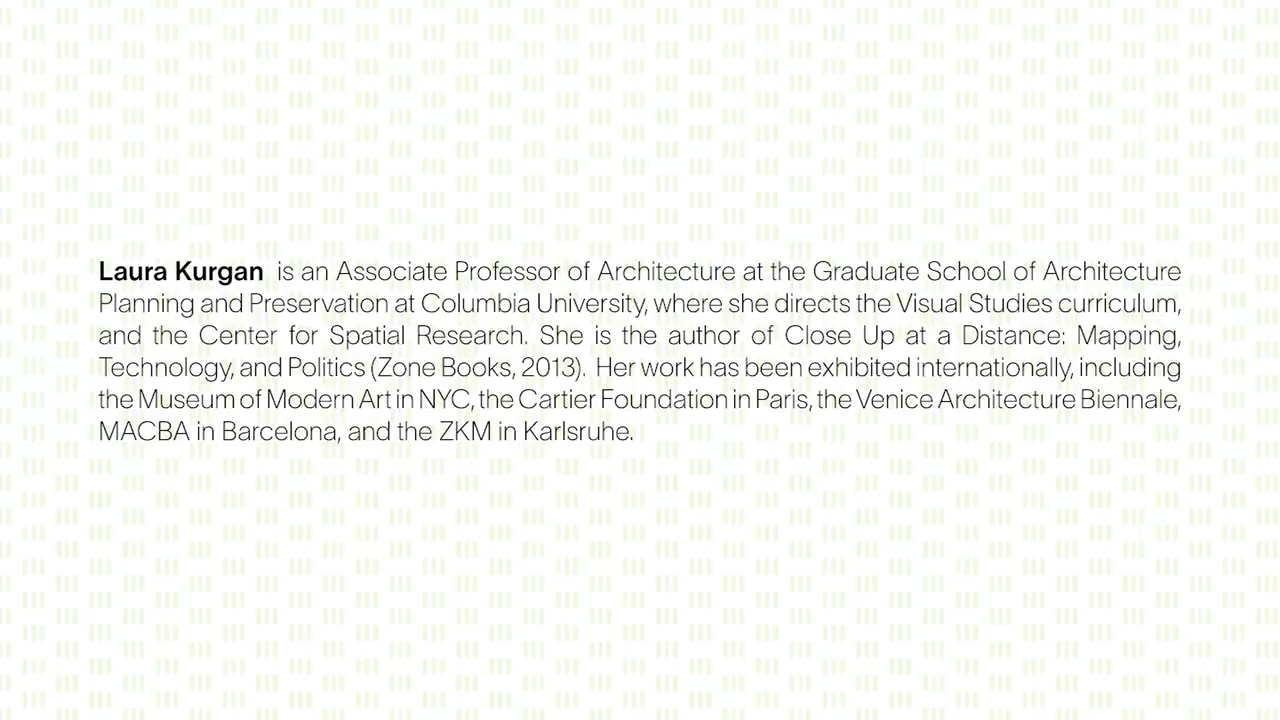 Laura Kurgan is an Associate Professor of Architecture at the Graduate School of Architecture
Planning and Preservation at Columbia University, where she directs the Visual Studies curriculum,
and the Center for Spatial Research. She is the author of Close Up at a Distance: Mapping,
Technology, and Politics (Zone Books, 2013). Her work has been exhibited internationally, including
the Museum of Modern Art in NYC, the Cartier Foundation in Paris, the Venice Architecture Biennale,
MACBA in Barcelona, and the ZKM in Karlsruhe.